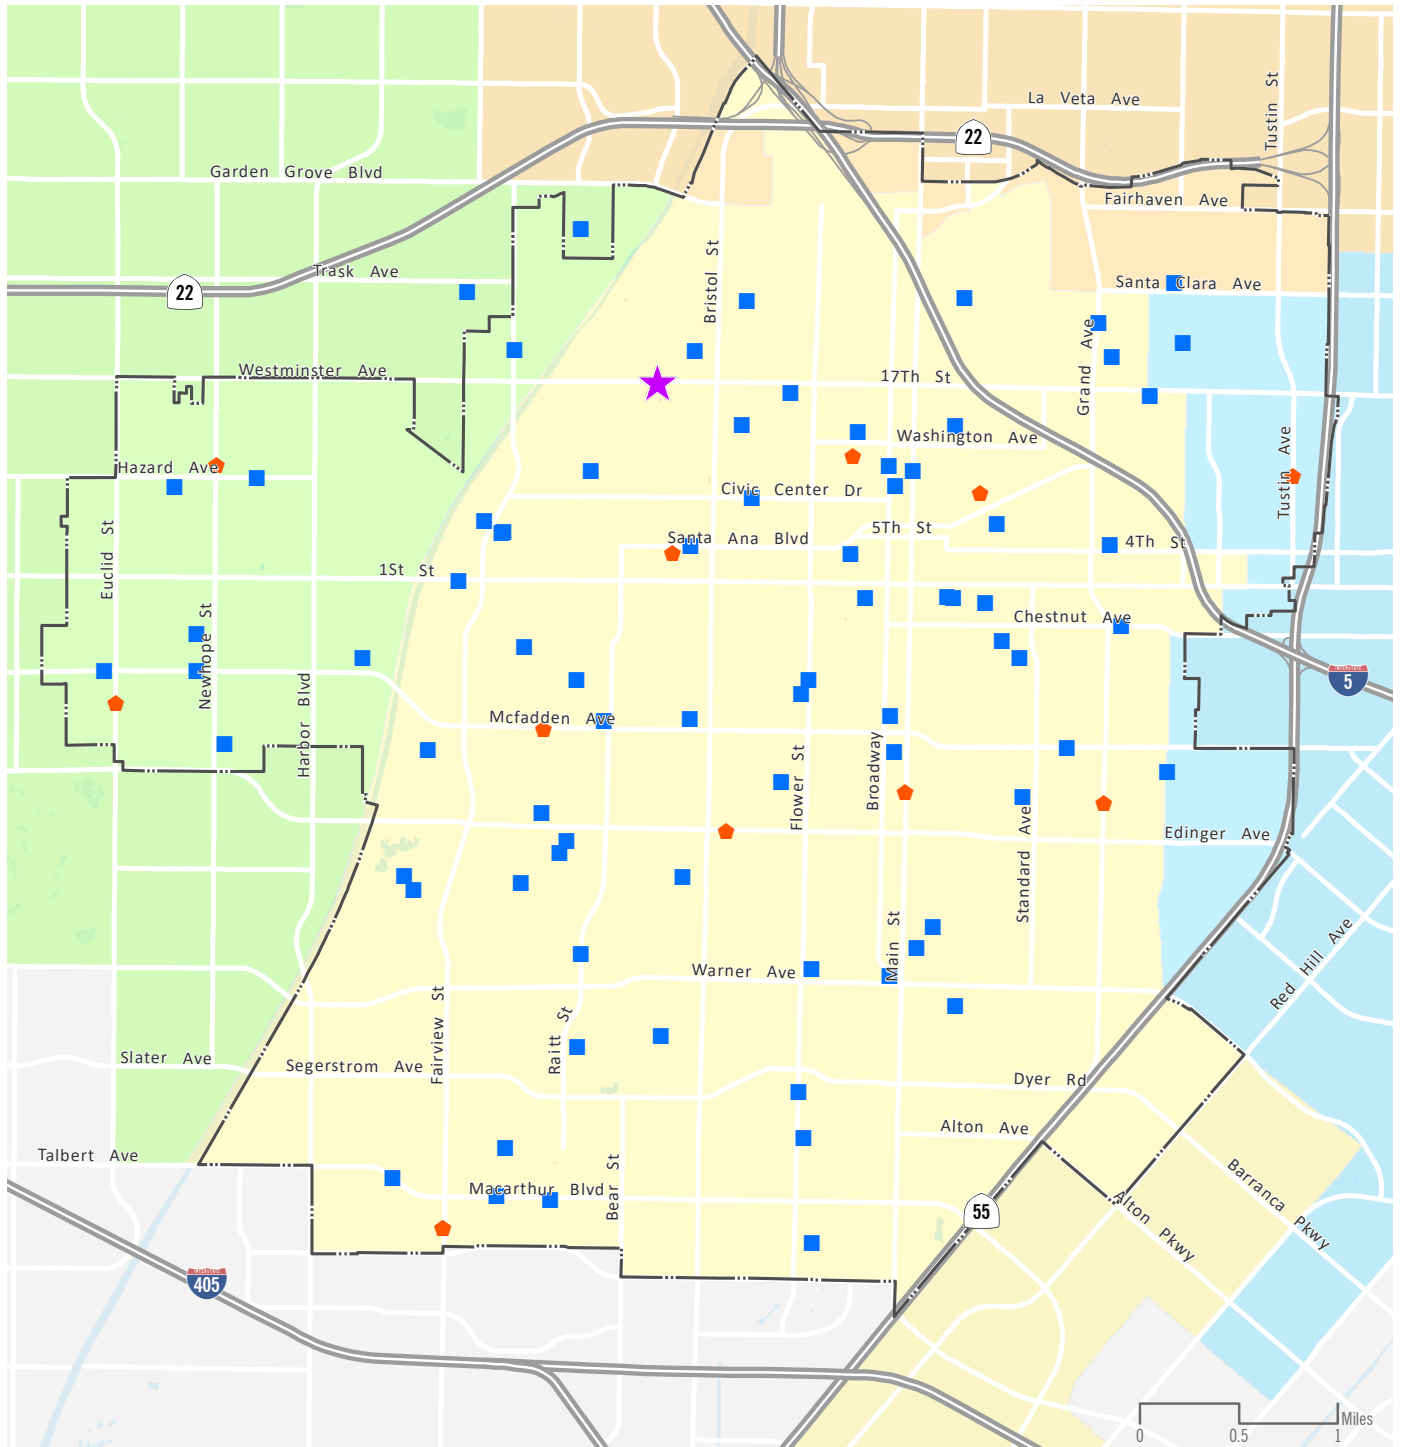 La Veta Ave
Tustin St
22
Garden Grove Blvd
Fairhaven Ave
Trask Ave
22
Bristol St
Santa Clara Ave
Grand Ave
Westminster Ave
17Th St
Washington Ave
Tustin Ave
Hazard Ave
Civic Center Dr
5Th St
Santa Ana Blvd
4Th St
Euclid St
1St St
Chestnut Ave
Newhope St
Harbor Blvd
5
Mcfadden Ave
Broadway
Flower St
Standard Ave
Edinger Ave
Main St
Red Hill Ave
Warner Ave
Fairview St
Raitt St
Slater Ave
Segerstrom Ave
Dyer Rd
Alton Ave
Talbert Ave
Bear St
Macarthur Blvd
Barranca Pkwy
Alton Pkwy
55
405
Miles
0 0.5 1